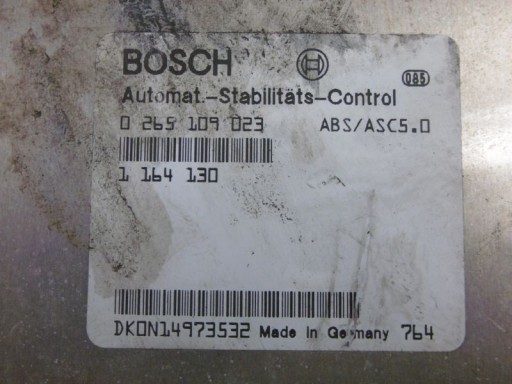 BOSCH
085
Automat.-Stabilitäts-Control
0 265 109 023 ABS/ASC5.0
1 164 130
DKON14973532 Made in Germany 764